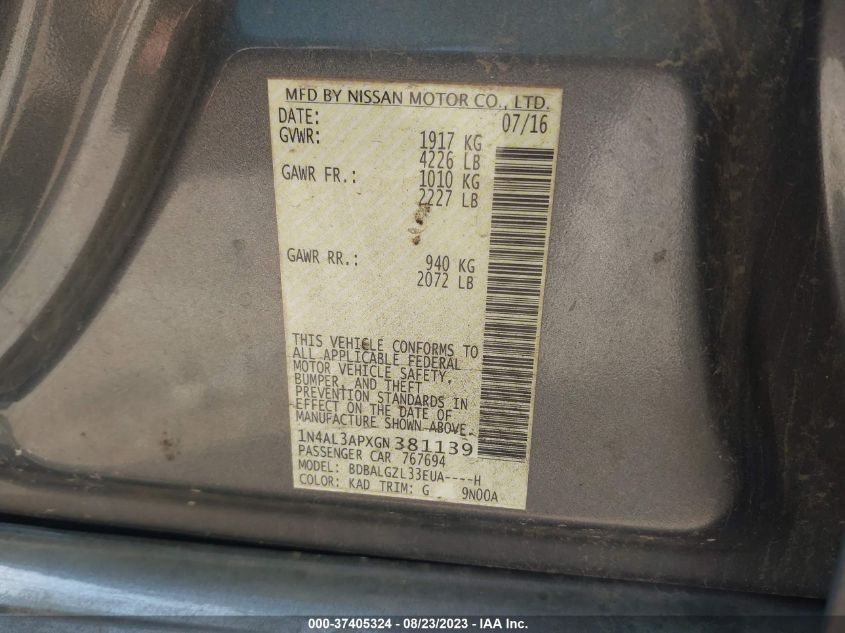 MFD BY NISSAN MOTOR CO., LTD.
DATE: 07/16
GVWR: 1917 KG
4226 LB
GAWR FR.: 1010 KG
2227 LB
GAWR RR.: 940 KG
2072 LB
THIS VEHICLE CONFORMS TO
ALL APPLICABLE FEDERAL
MOTOR VEHICLE SAFETY,
BUMPER, AND THEFT
PREVENTION STANDARDS IN
EFFECT ON THE DATE OF
MANUFACTURE SHOWN ABOVE.
1N4AL3APXGN381139
PASSENGER CAR 767694
MODEL: BDBALGZL33EUA----H
COLOR: KAD TRIM: G 9N00A
000-37405324 - 08/23/2023 - IAA Inc.